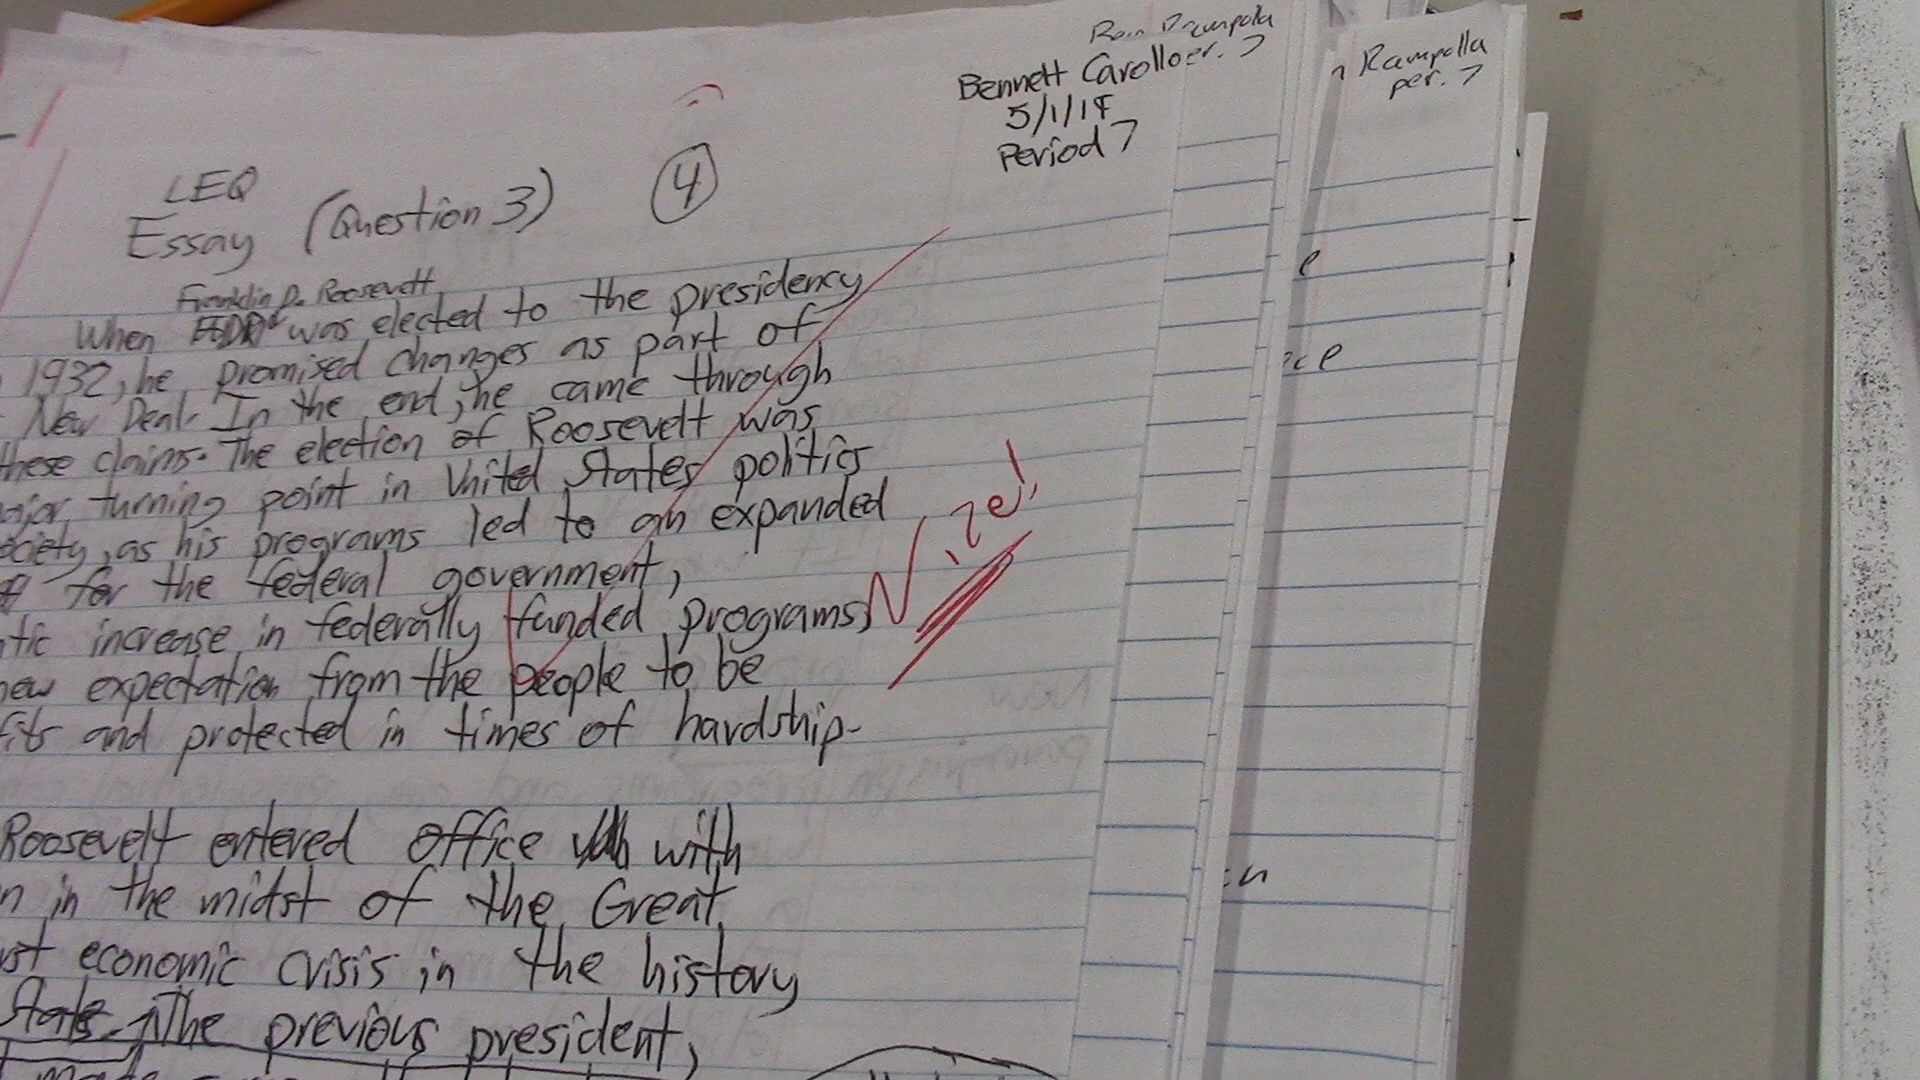 Rampolla
per. 7
Bennett Carollo er. 7
5/1/18
Period 7
LEQ
Essay (Question 3) 4
Franklin D. Roosevelt
When was elected to the presidency
1932, he promised changes as part of
New Deal. In the end, he came through
these claims. The election of Roosevelt was
turning point in United States politics
as his programs led to an expanded
for the federal government,
increase in federally funded programs,
Nice!
expectation from the people to be
and protected in times of hardship.
Roosevelt entered office with
in the midst of the Great
economic crisis in the history
The previous president,